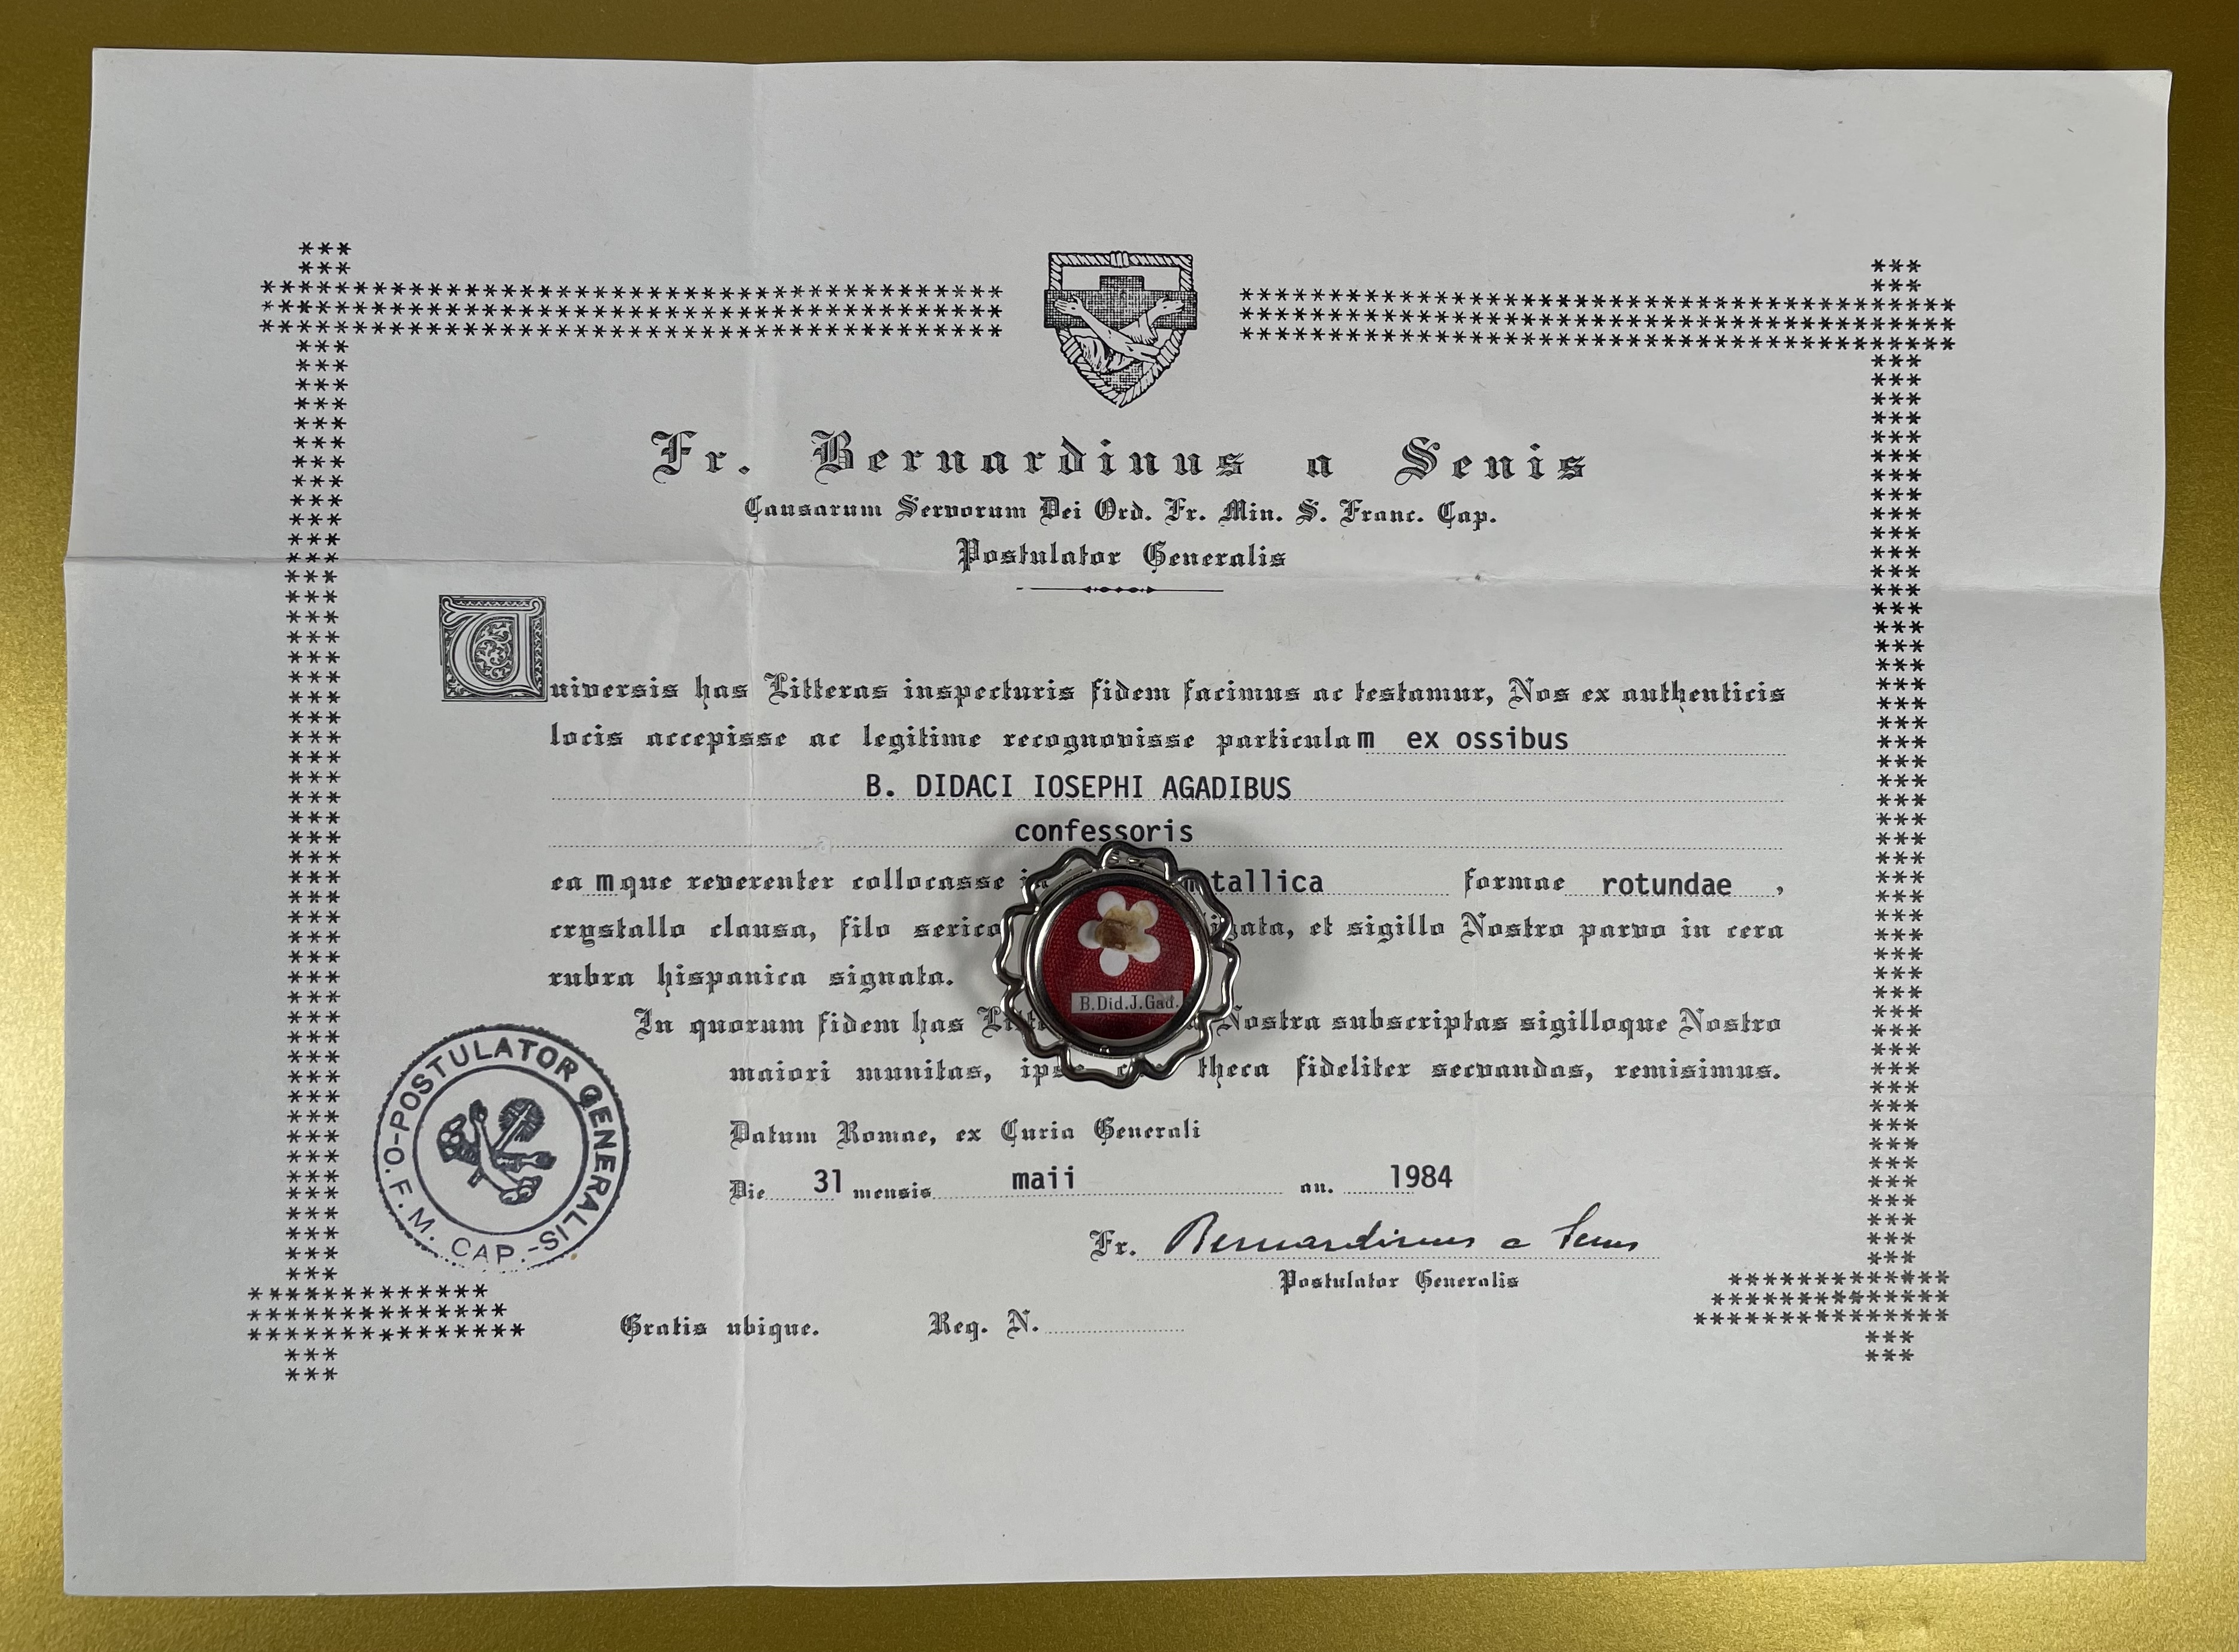 Fr. Bernardinus a Senis
Causarum Servorum Dei Ord. Fr. Min. S. Franc. Cap.
Postulator Generalis
Universis has Litteras inspecturis fidem facimus ac testamur, Nos ex authenticis
locis accepisse ac legitime recognovisse particulam ex ossibus
B. DIDACI IOSEPHI AGADIBUS
confessoris
eamque reverenter collocasse in tallica formae rotundae ,
crystallo clausa, filo serico et sigillo Nostro parvo in cera
rubra hispanica signata.
B.Did.J.Gad.
In quorum fidem has Nostra subscriptas sigilloque Nostro
maiori munitas, theca fideliter servandas, remisimus.
Datum Romae, ex Curia Generali
Die 31 mensis maii an. 1984
Fr. Bernardinus a Senis
Postulator Generalis
Gratis ubique. Reg. N.
POSTULATOR GENERALIS - O.F.M. CAP.-